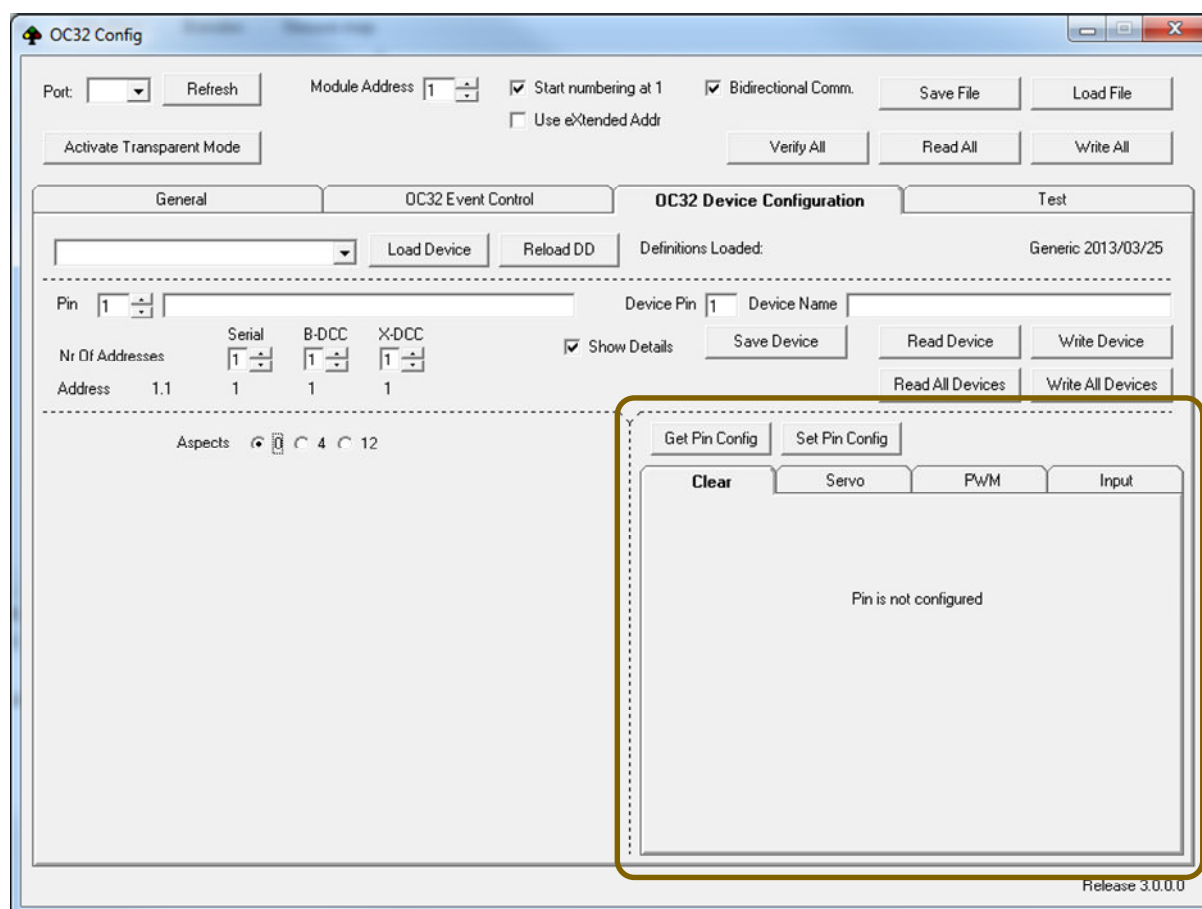 OC32 Config
Port: Refresh Module Address 1 Start numbering at 1 Bidirectional Comm. Save File Load File
Use eXtended Addr
Activate Transparent Mode Verify All Read All Write All
General OC32 Event Control OC32 Device Configuration Test
Load Device Reload DD Definitions Loaded: Generic 2013/03/25
Pin 1 Device Pin 1 Device Name
Serial B-DCC X-DCC
Nr Of Addresses 1 1 1 Show Details Save Device Read Device Write Device
Address 1.1 1 1 1 Read All Devices Write All Devices
Aspects 0 4 12 Get Pin Config Set Pin Config
Clear Servo PWM Input
Pin is not configured
Release 3.0.0.0